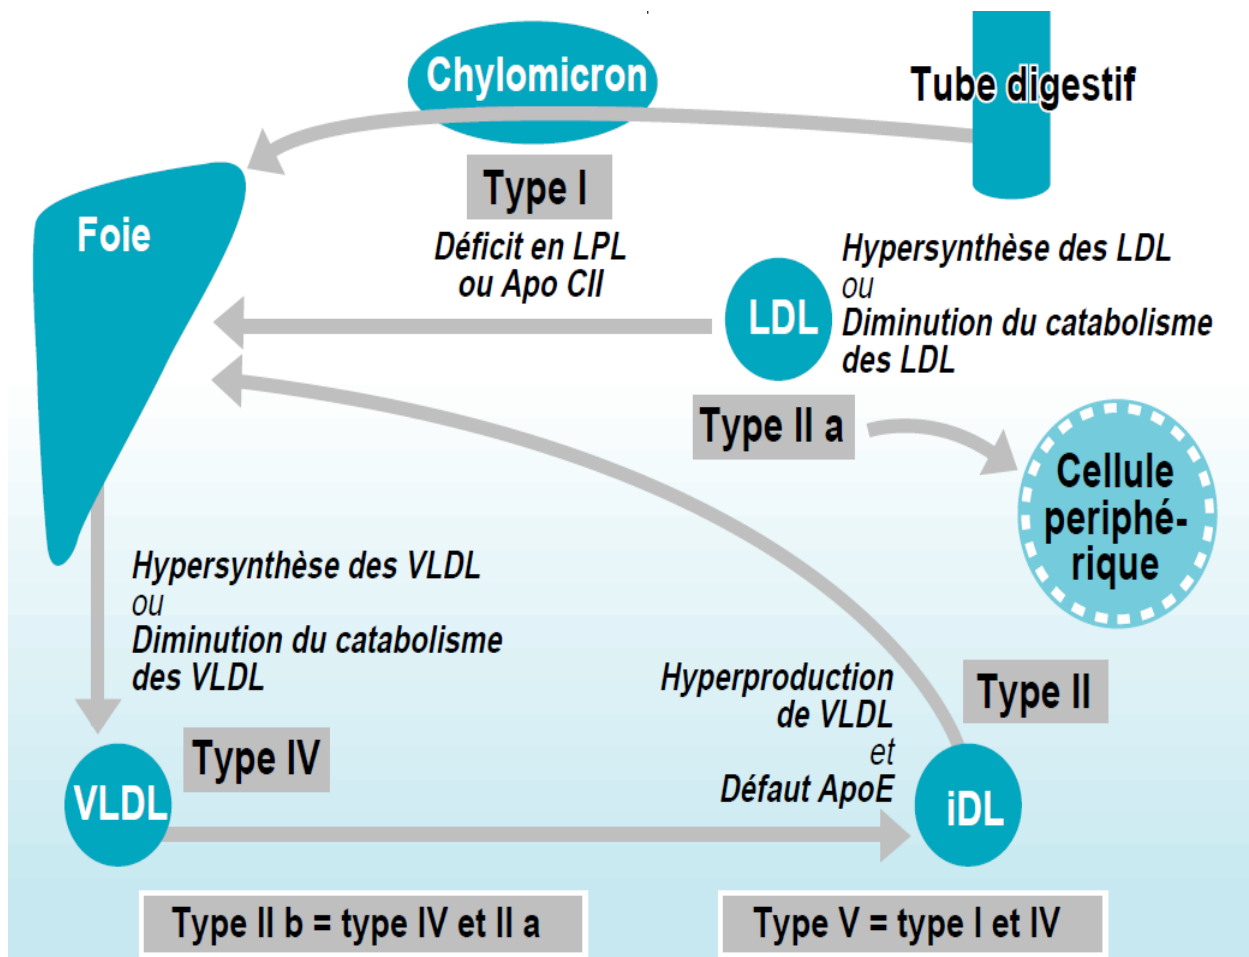 Chylomicron
Tube digestif
Type I
Déficit en LPL
ou Apo CII
Foie
LDL
Hypersynthèse des LDL
ou
Diminution du catabolisme
des LDL
Type II a
Cellule
periphé-
rique
Hypersynthèse des VLDL
ou
Diminution du catabolisme
des VLDL
Type IV
VLDL
Hyperproduction
de VLDL
et
Défaut ApoE
Type II
iDL
Type II b = type IV et II a
Type V = type I et IV